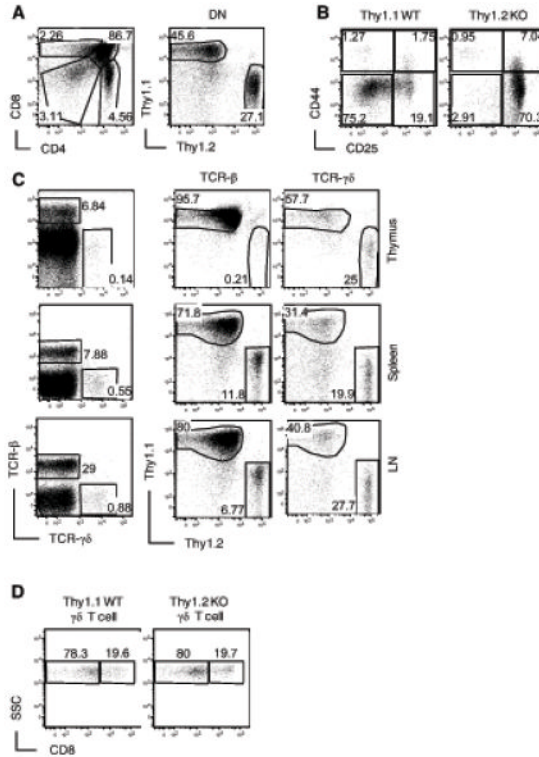 A
DN
2.26 86.7
3.11 4.56
CD8
CD4
45.6
27.1
Thy1.1
Thy1.2
B
Thy1.1 WT Thy1.2 KO
1.27 1.75 0.95 7.04
75.2 19.1 2.91 70.3
CD44
CD25
C
TCR-β TCR-γδ
6.84 95.7 57.7
0.14 0.21 25
Thymus
7.88 71.8 31.4
0.55 11.8 19.9
Spleen
29 80 40.8
0.88 6.77 27.7
LN
TCR-β
TCR-γδ
Thy1.1
Thy1.2
D
Thy1.1 WT Thy1.2 KO
γδ T cell γδ T cell
78.3 19.6 80 19.7
SSC
CD8